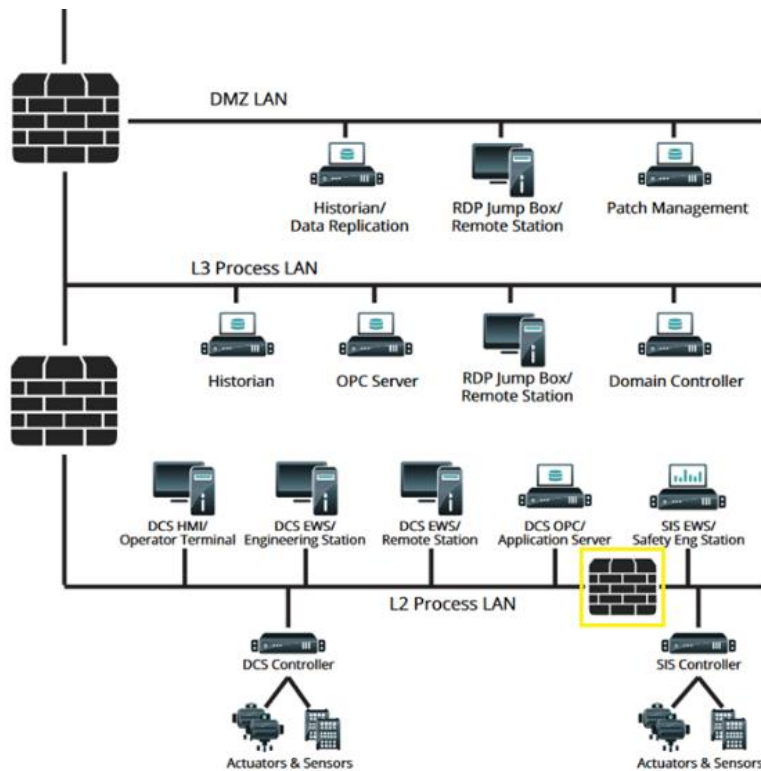 DMZ LAN
Historian/
Data Replication
RDP Jump Box/
Remote Station
Patch Management
L3 Process LAN
Historian
OPC Server
RDP Jump Box/
Remote Station
Domain Controller
DCS HMI/
Operator Terminal
DCS EWS/
Engineering Station
DCS EWS/
Remote Station
DCS OPC/
Application Server
SIS EWS/
Safety Eng Station
L2 Process LAN
DCS Controller
SIS Controller
Actuators & Sensors
Actuators & Sensors